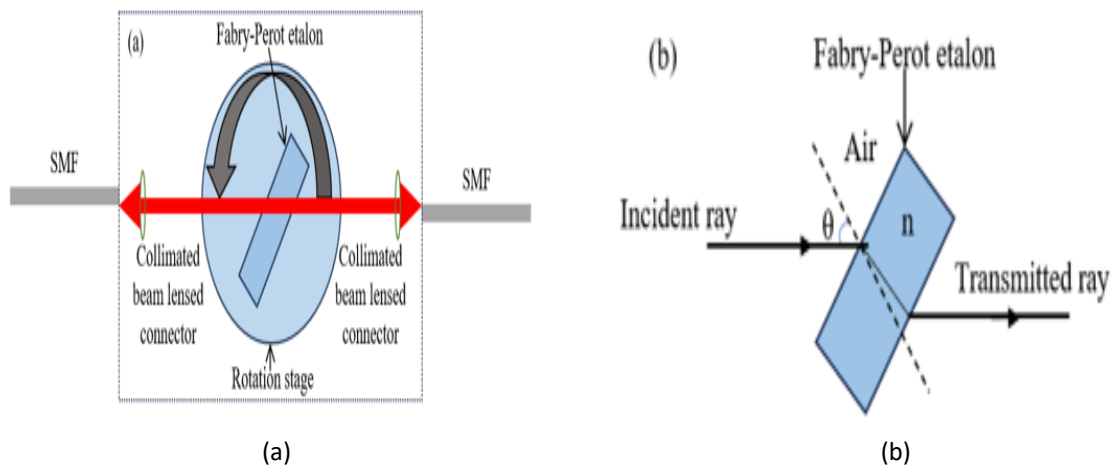 (a)
Fabry-Perot etalon
SMF
SMF
Collimated
beam lensed
connector
Collimated
beam lensed
connector
Rotation stage
(a)
(b)
Fabry-Perot etalon
Air
n
Incident ray
θ
Transmitted ray
(b)